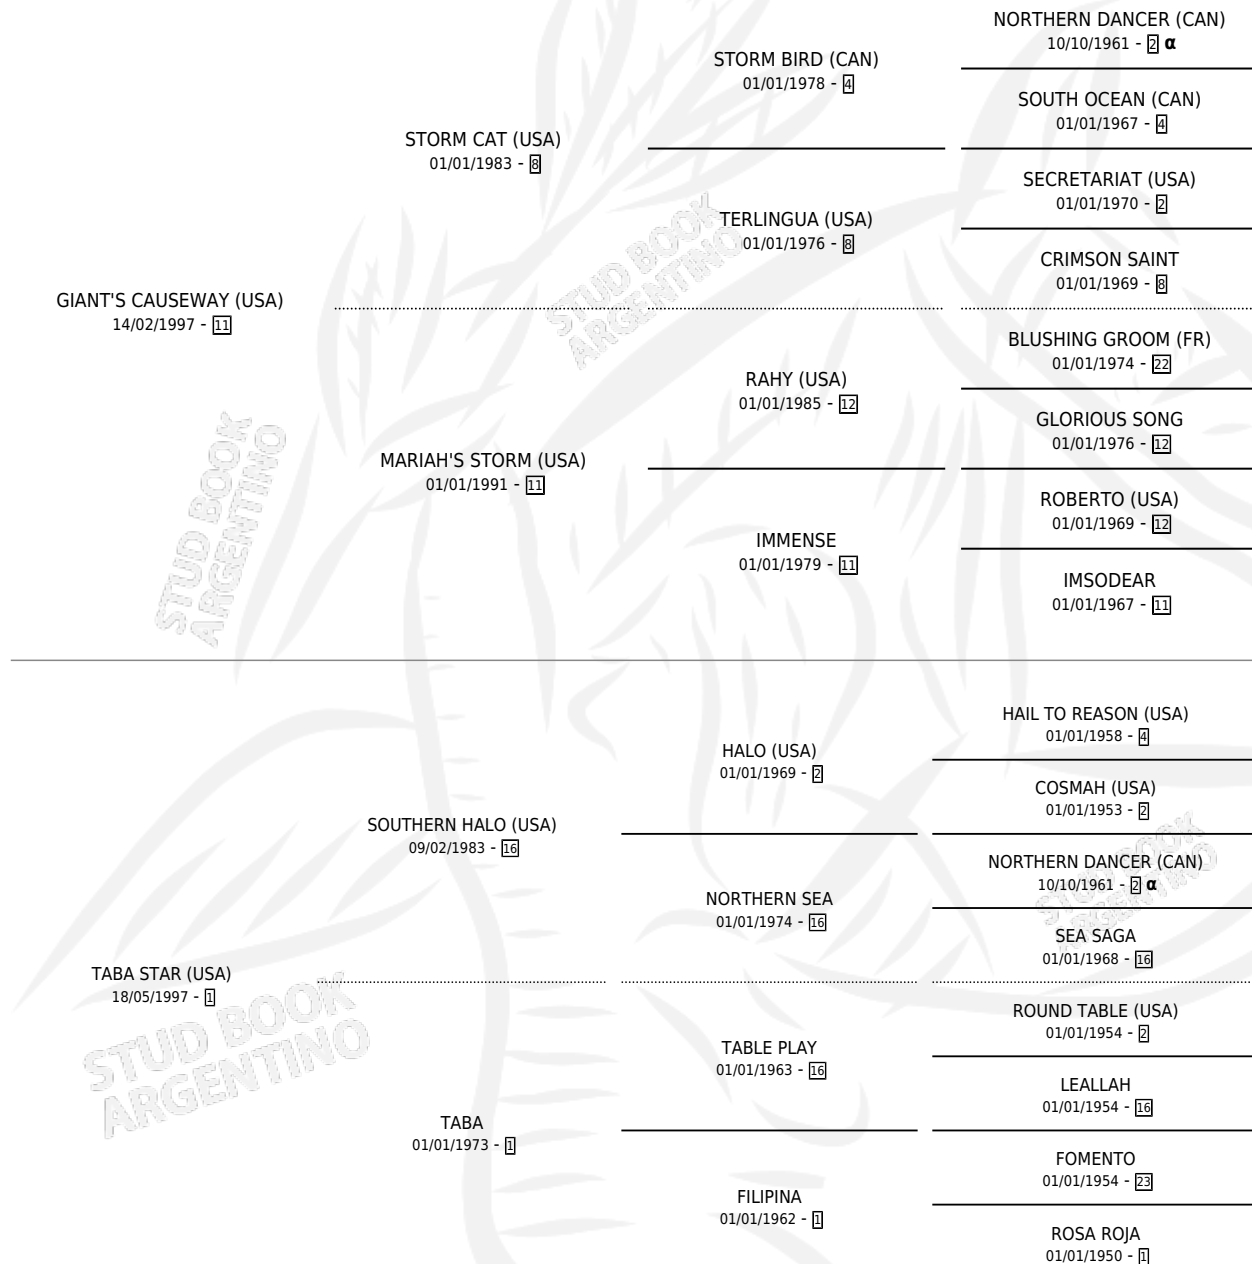 NORTHERN DANCER (CAN)
10/10/1961 - 2 α
STORM BIRD (CAN)
01/01/1978 - 4
SOUTH OCEAN (CAN)
01/01/1967 - 4
STORM CAT (USA)
01/01/1983 - 8
SECRETARIAT (USA)
01/01/1970 - 2
TERLINGUA (USA)
01/01/1976 - 8
CRIMSON SAINT
01/01/1969 - 8
GIANT'S CAUSEWAY (USA)
14/02/1997 - 11
BLUSHING GROOM (FR)
01/01/1974 - 22
RAHY (USA)
01/01/1985 - 12
GLORIOUS SONG
01/01/1976 - 12
MARIAH'S STORM (USA)
01/01/1991 - 11
ROBERTO (USA)
01/01/1969 - 12
IMMENSE
01/01/1979 - 11
IMSODEAR
01/01/1967 - 11
HAIL TO REASON (USA)
01/01/1958 - 4
HALO (USA)
01/01/1969 - 2
COSMAH (USA)
01/01/1953 - 2
SOUTHERN HALO (USA)
09/02/1983 - 16
NORTHERN DANCER (CAN)
10/10/1961 - 2 α
NORTHERN SEA
01/01/1974 - 16
SEA SAGA
01/01/1968 - 16
TABA STAR (USA)
18/05/1997 - 1
ROUND TABLE (USA)
01/01/1954 - 2
TABLE PLAY
01/01/1963 - 16
LEALLAH
01/01/1954 - 16
TABA
01/01/1973 - 1
FOMENTO
01/01/1954 - 23
FILIPINA
01/01/1962 - 1
ROSA ROJA
01/01/1950 - 1
STUD BOOK
ARGENTINO
STUD BOOK
ARGENTINO
STUD BOOK
ARGENTINO
STUD BOOK
ARGENTINO